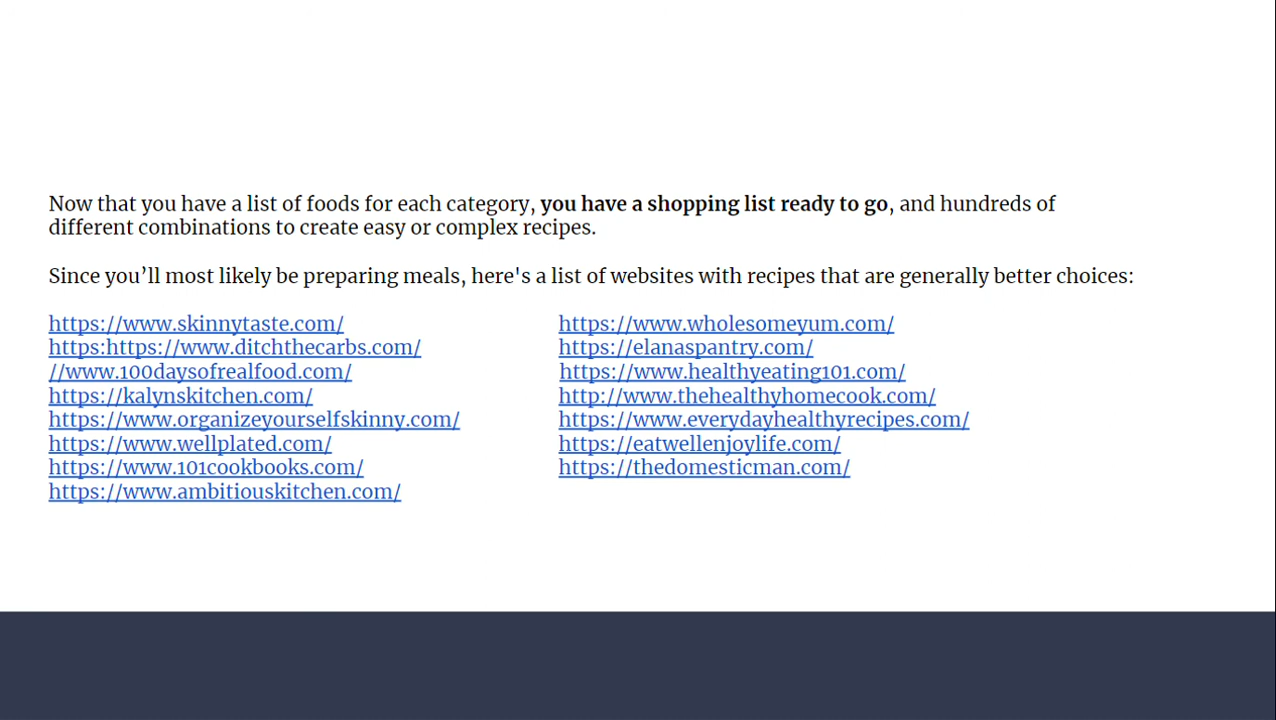 Now that you have a list of foods for each category, you have a shopping list ready to go, and hundreds of
different combinations to create easy or complex recipes.
Since you’ll most likely be preparing meals, here's a list of websites with recipes that are generally better choices:
https://www.skinnytaste.com/
https:https://www.ditchthecarbs.com/
//www.100daysofrealfood.com/
https://kalynskitchen.com/
https://www.organizeyourselfskinny.com/
https://www.wellplated.com/
https://www.101cookbooks.com/
https://www.ambitiouskitchen.com/
https://www.wholesomeyum.com/
https://elanaspantry.com/
https://www.healthyeating101.com/
http://www.thehealthyhomecook.com/
https://www.everydayhealthyrecipes.com/
https://eatwellenjoylife.com/
https://thedomesticman.com/